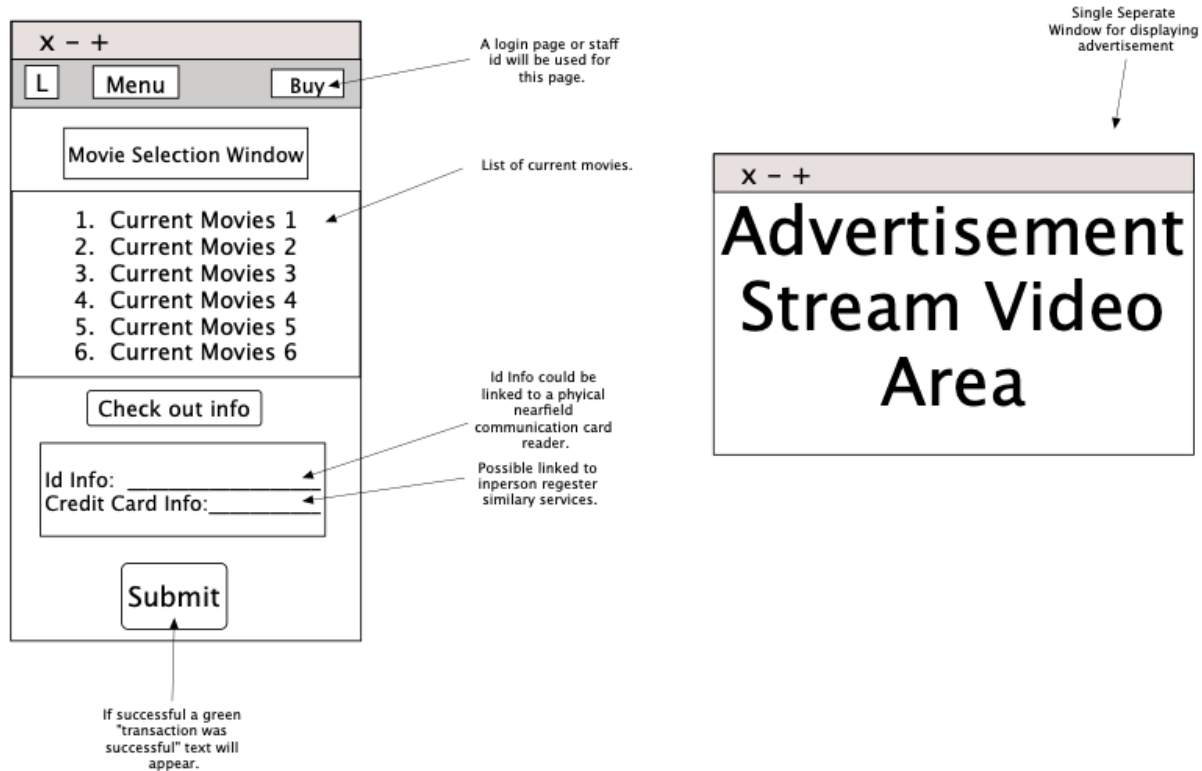 x - +
L Menu Buy
Movie Selection Window
1. Current Movies 1
2. Current Movies 2
3. Current Movies 3
4. Current Movies 4
5. Current Movies 5
6. Current Movies 6
Check out info
Id Info: ___________________
Credit Card Info:___________
Submit
A login page or staff
id will be used for
this page.
List of current movies.
Id Info could be
linked to a phyical
nearfield
communication card
reader.
Possible linked to
inperson regester
similary services.
If successful a green
"transaction was
successful" text will
appear.
Single Seperate
Window for displaying
advertisement
x - +
Advertisement
Stream Video
Area